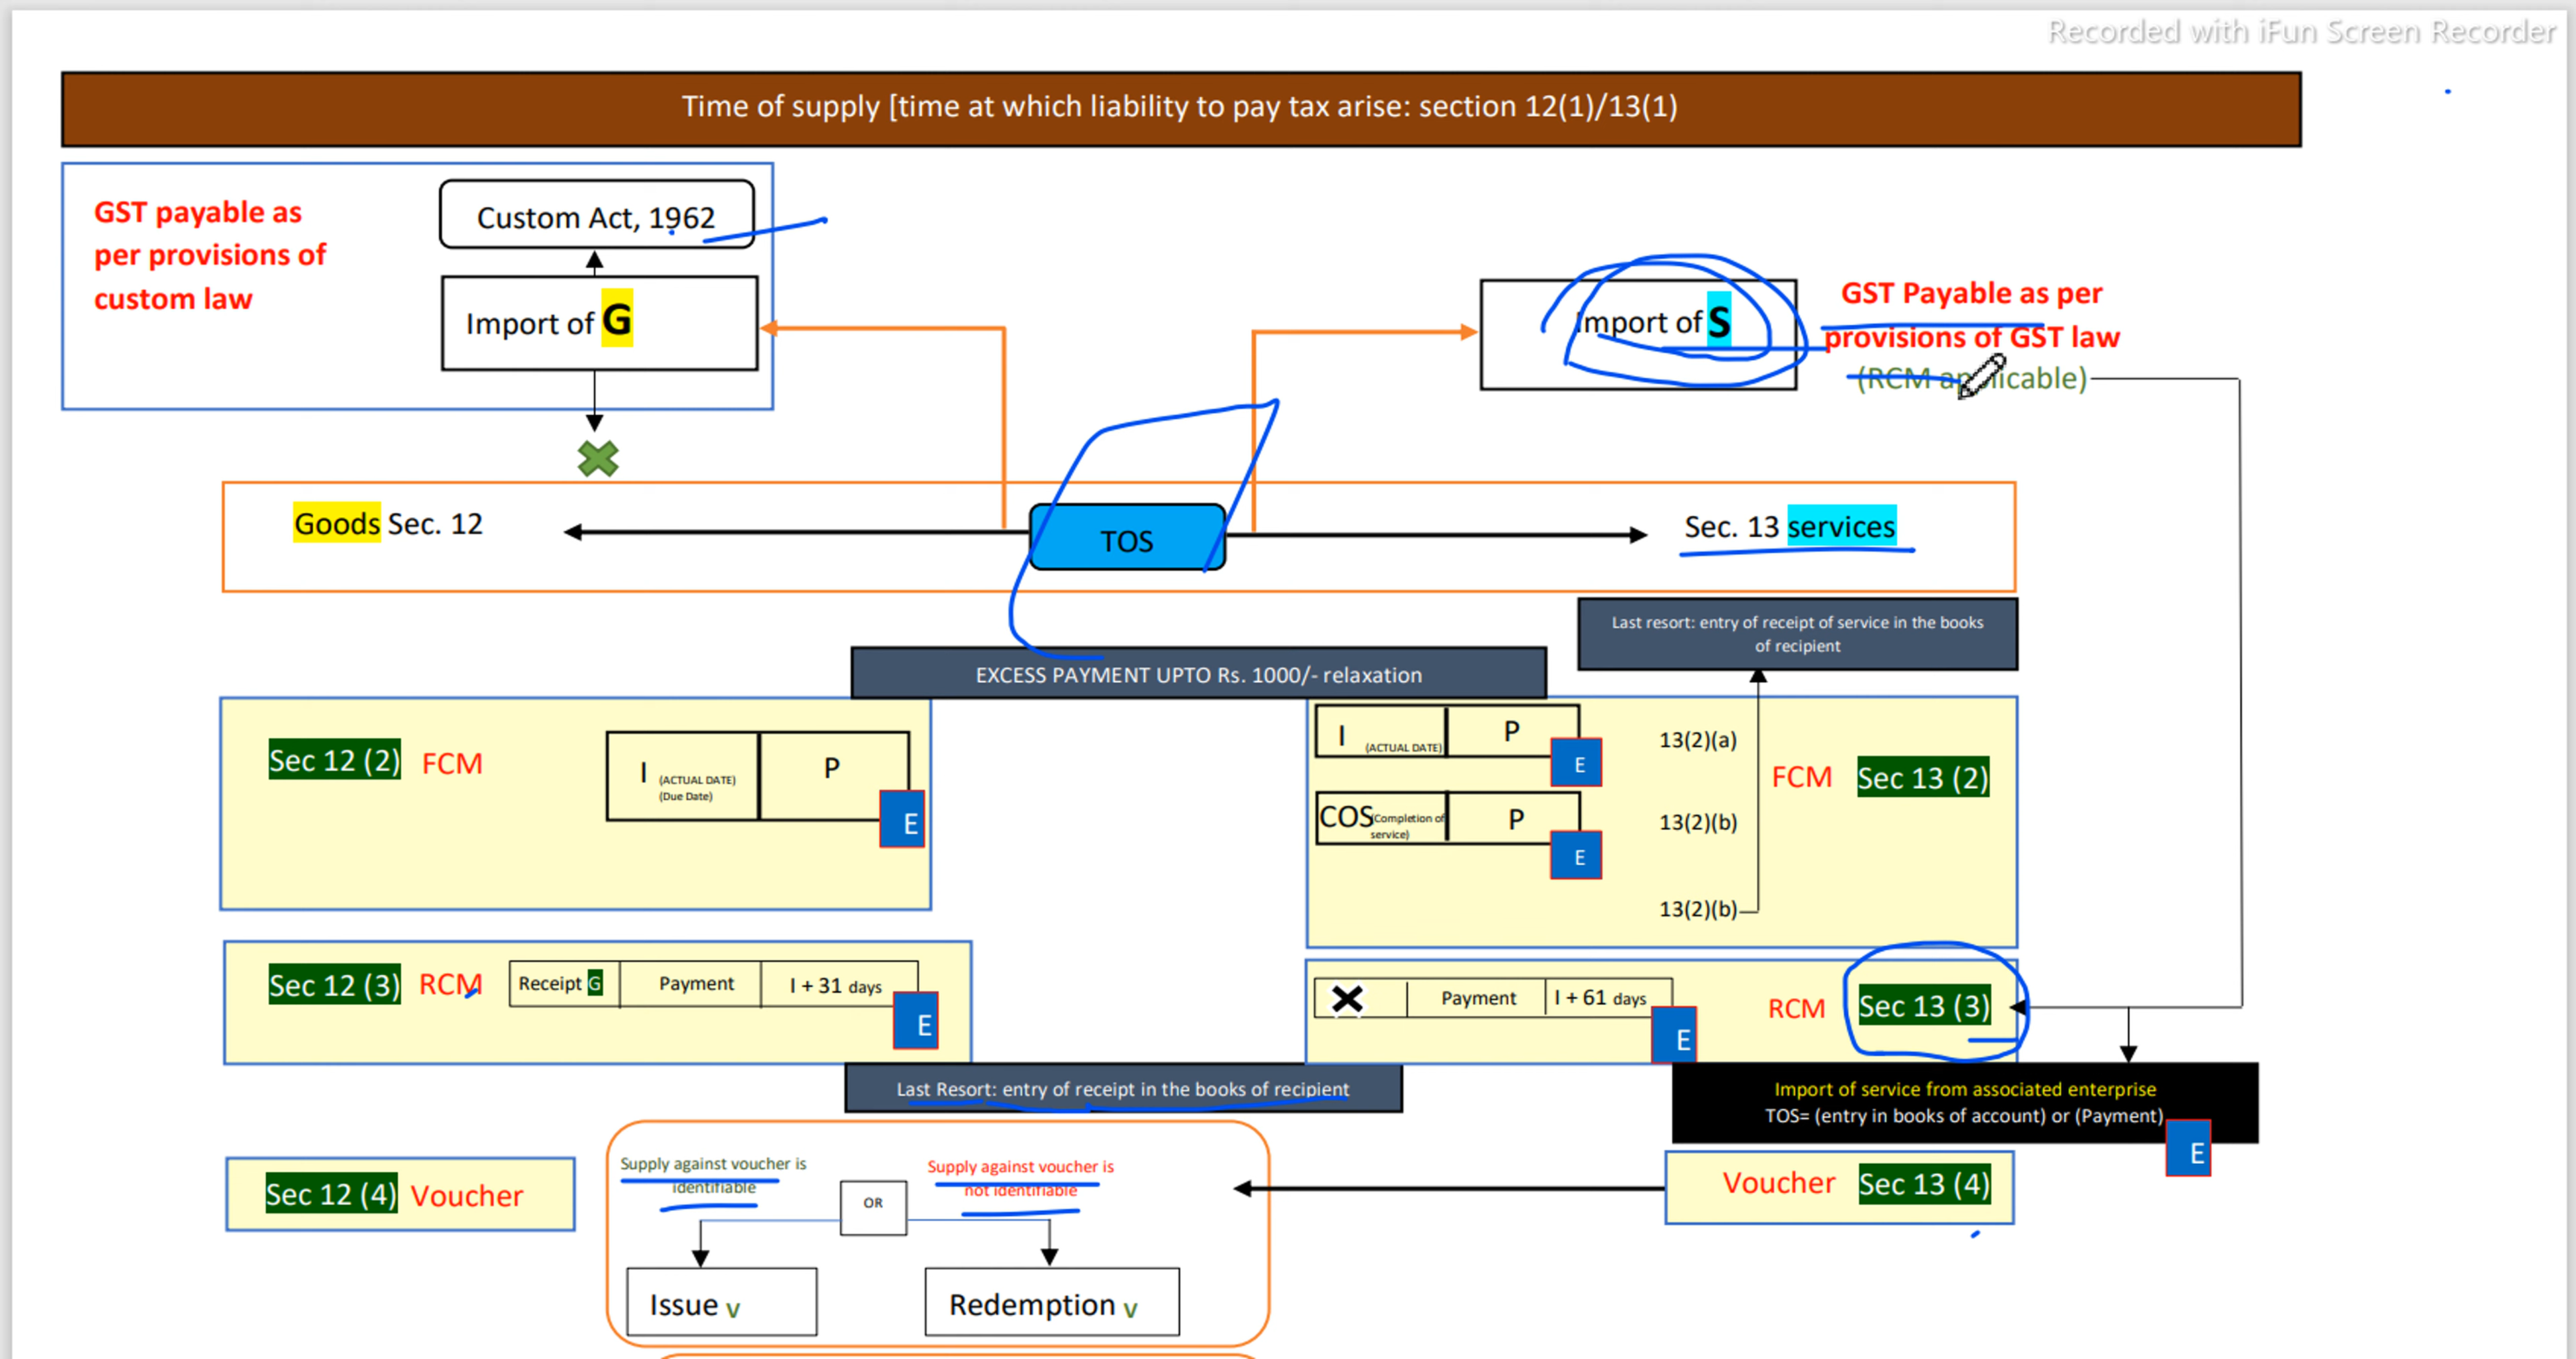 Recorded with iFun Screen Recorder
Time of supply [time at which liability to pay tax arise: section 12(1)/13(1)
GST payable as
per provisions of
custom law
Custom Act, 1962
Import of G
Import of S
GST Payable as per
provisions of GST law
(RCM applicable)
Goods Sec. 12
TOS
Sec. 13 services
Last resort: entry of receipt of service in the books
of recipient
EXCESS PAYMENT UPTO Rs. 1000/- relaxation
Sec 12 (2) FCM
I (ACTUAL DATE)
(Due Date)
P
E
I (ACTUAL DATE)
P
E
13(2)(a)
COS(Completion of
service)
P
E
13(2)(b)
13(2)(b)
FCM Sec 13 (2)
Sec 12 (3) RCM
Receipt G
Payment
I + 31 days
E
Payment
I + 61 days
E
RCM Sec 13 (3)
Last Resort: entry of receipt in the books of recipient
Import of service from associated enterprise
TOS= (entry in books of account) or (Payment)
E
Sec 12 (4) Voucher
Supply against voucher is
identifiable
OR
Supply against voucher is
not identifiable
Issue v
Redemption v
Voucher Sec 13 (4)